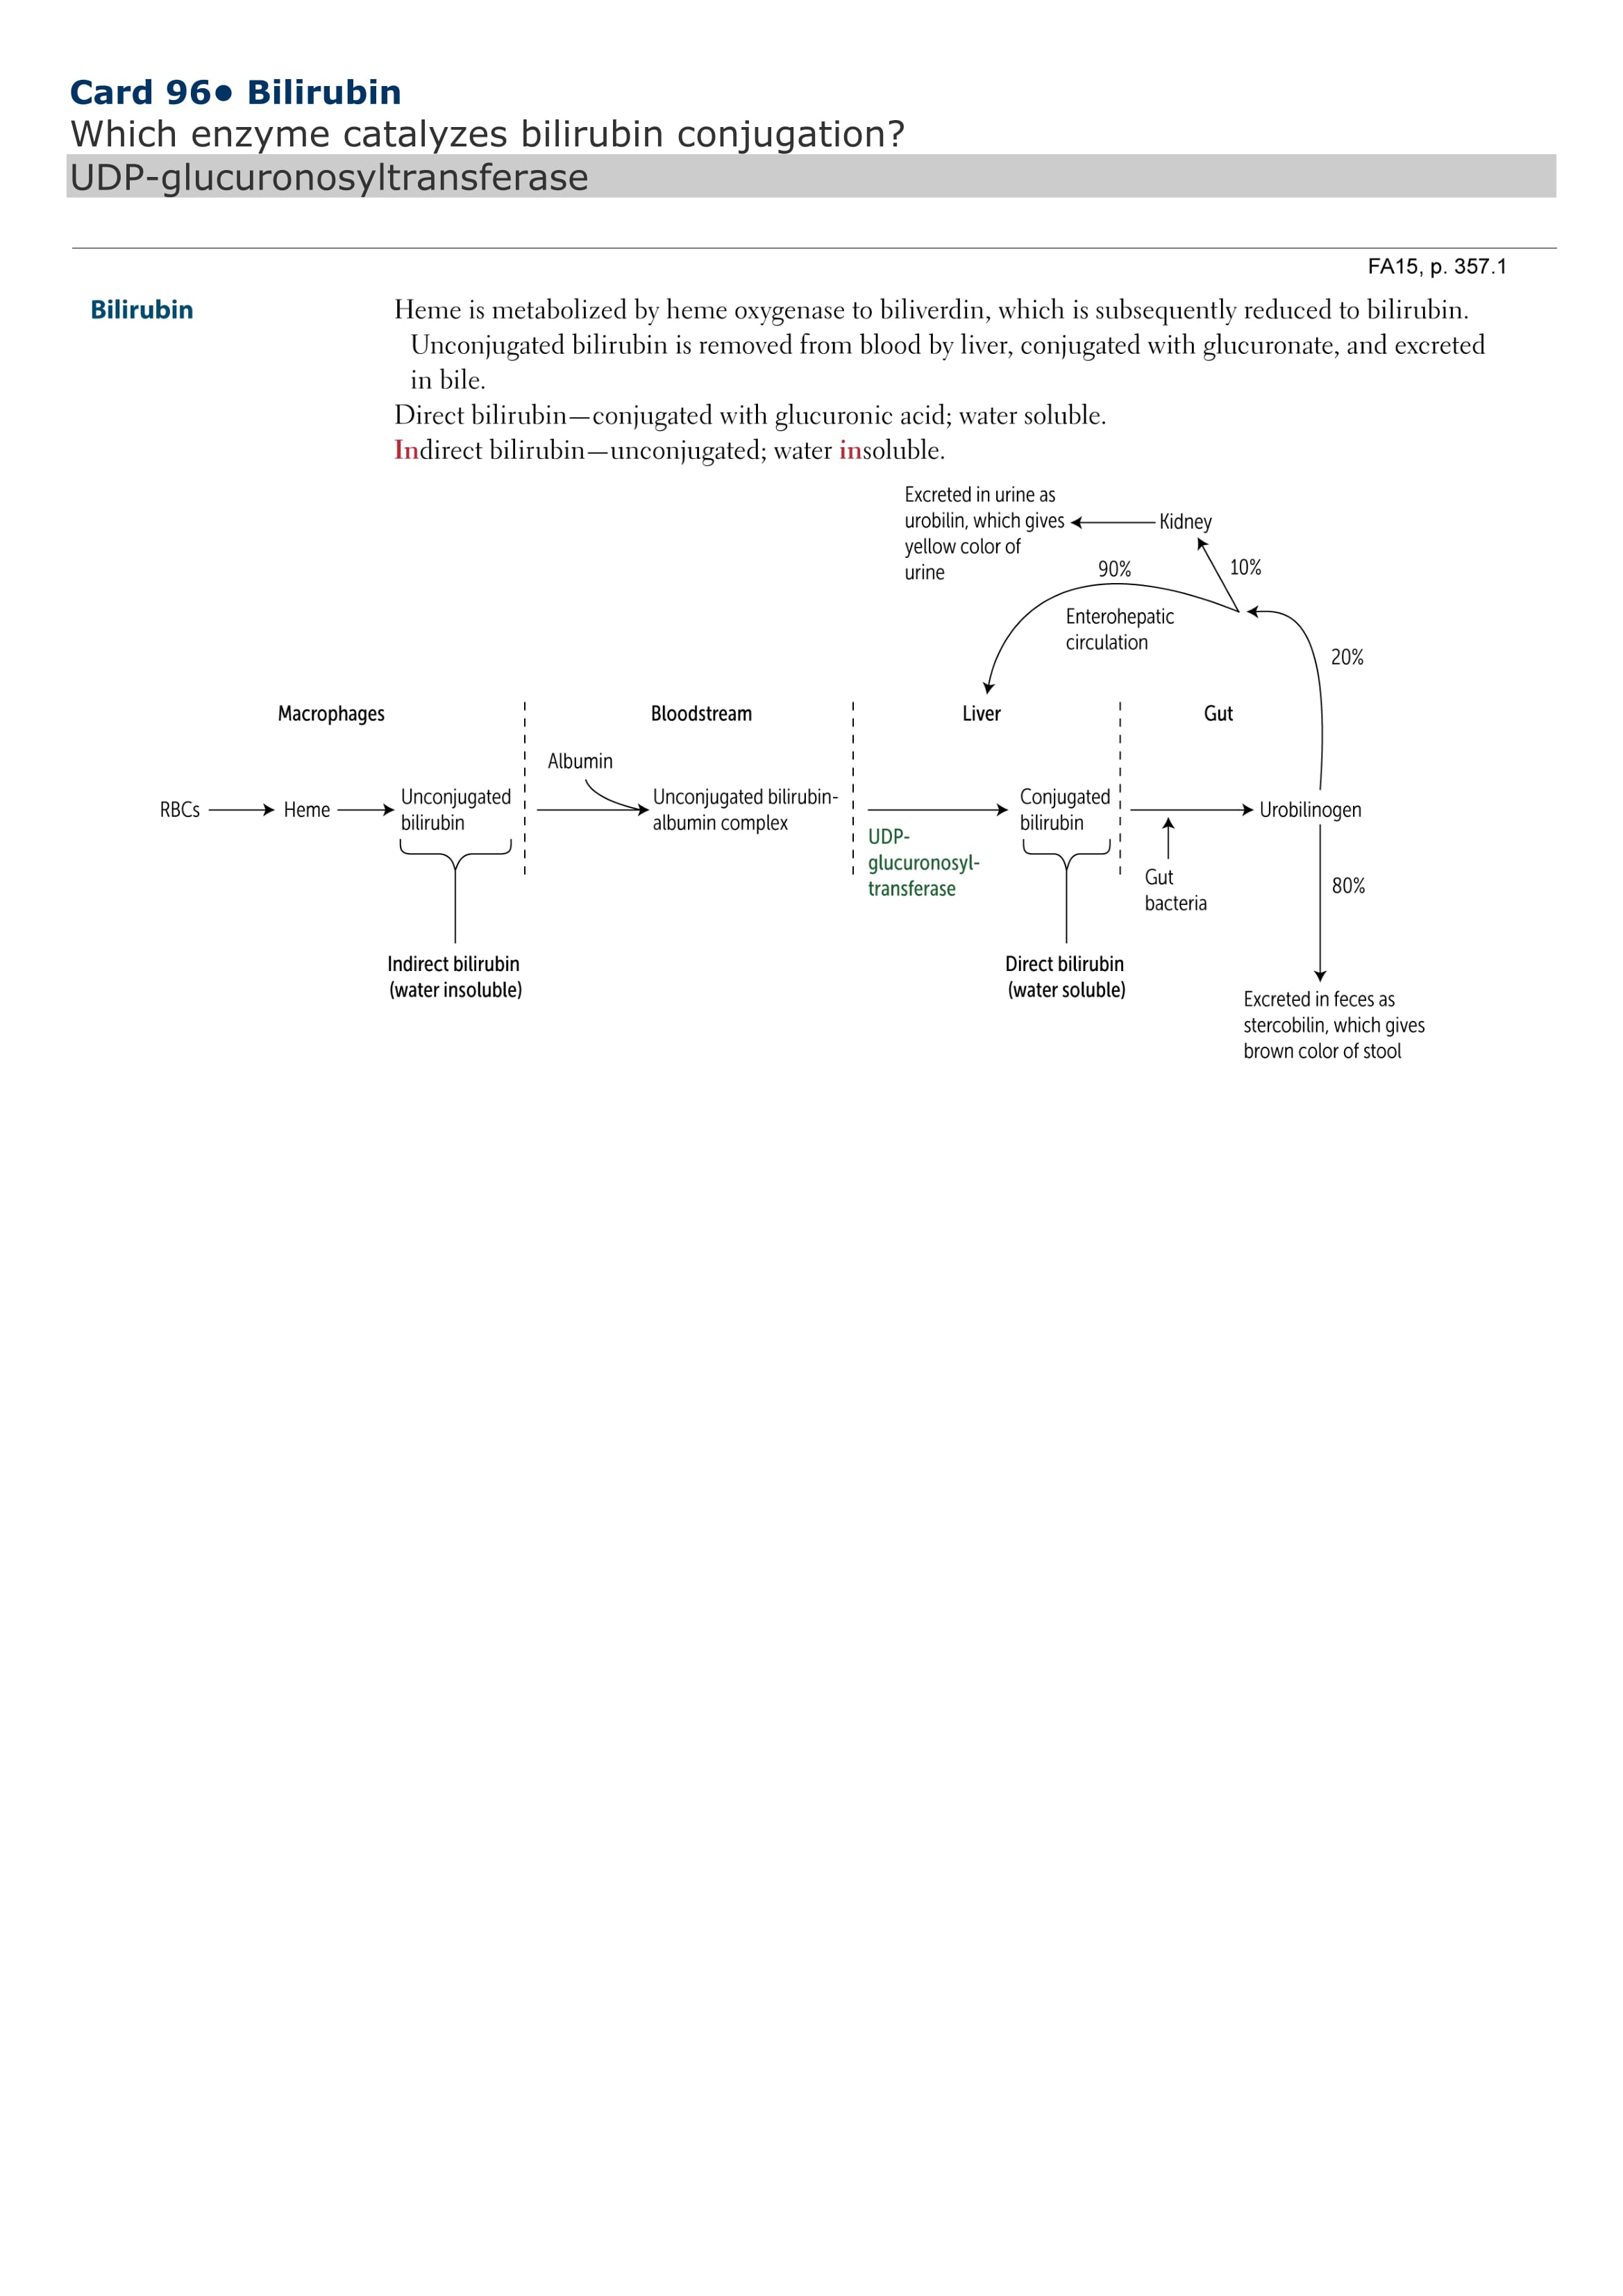 Card 96● Bilirubin
Which enzyme catalyzes bilirubin conjugation?
UDP-glucuronosyltransferase
FA15, p. 357.1
Bilirubin
Heme is metabolized by heme oxygenase to biliverdin, which is subsequently reduced to bilirubin.
Unconjugated bilirubin is removed from blood by liver, conjugated with glucuronate, and excreted
in bile.
Direct bilirubin—conjugated with glucuronic acid; water soluble.
Indirect bilirubin—unconjugated; water insoluble.
Excreted in urine as
urobilin, which gives
yellow color of
urine
Kidney
90%
10%
Enterohepatic
circulation
20%
Macrophages
Bloodstream
Liver
Gut
Albumin
RBCs
Heme
Unconjugated
bilirubin
Unconjugated bilirubin-
albumin complex
UDP-
glucuronosyl-
transferase
Conjugated
bilirubin
Urobilinogen
Gut
bacteria
80%
Indirect bilirubin
(water insoluble)
Direct bilirubin
(water soluble)
Excreted in feces as
stercobilin, which gives
brown color of stool